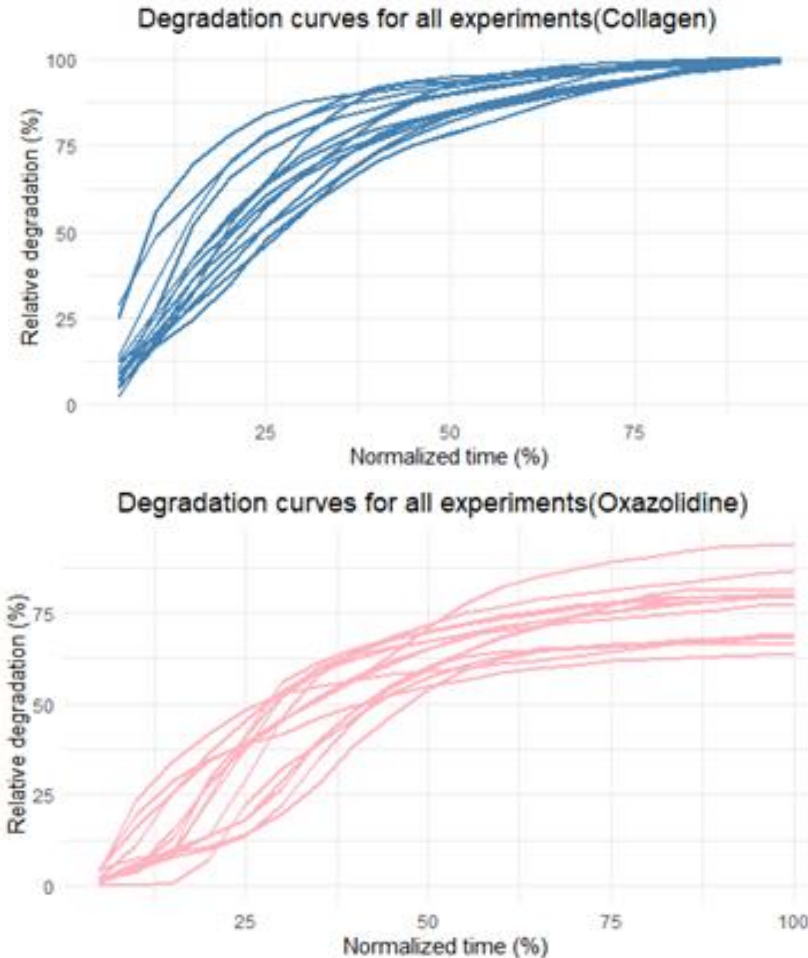 Degradation curves for all experiments(Collagen)
Relative degradation (%)
100
75
50
25
0
25 50 75
Normalized time (%)
Degradation curves for all experiments(Oxazolidine)
Relative degradation (%)
75
50
25
0
25 50 75 100
Normalized time (%)